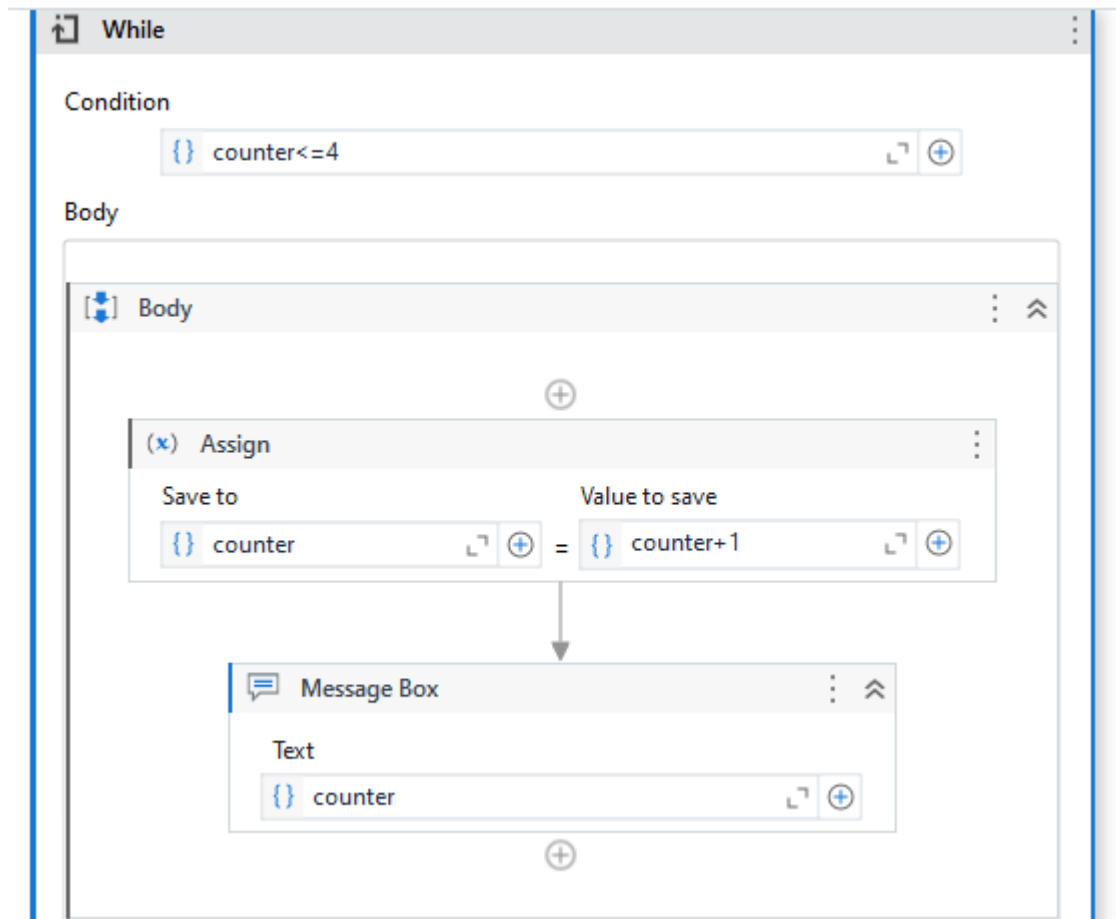 While
Condition
{} counter<=4
Body
Body
(x) Assign
Save to Value to save
{} counter = {} counter+1
Message Box
Text
{} counter